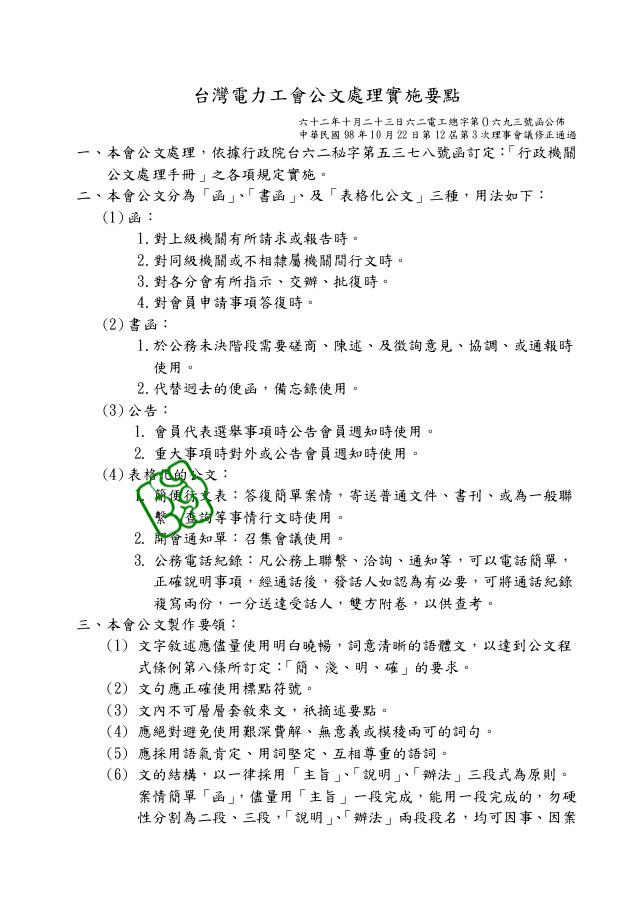 台灣電力工會公文處理實施要點
六十二年十月二十三日六二電工總字第0六九三號函公佈
中華民國98年10月22日第12屆第3次理事會議修正通過
一、本會公文處理，依據行政院台六二秘字第五三七八號函訂定：「行政機關
公文處理手冊」之各項規定實施。
二、本會公文分為「函」、「書函」、及「表格化公文」三種，用法如下：
(1)函：
1.對上級機關有所請求或報告時。
2.對同級機關或不相隸屬機關間行文時。
3.對各分會有所指示、交辦、批復時。
4.對會員申請事項答復時。
(2)書函：
1.於公務未決階段需要磋商、陳述、及徵詢意見、協調、或通報時
使用。
2.代替迥去的便函，備忘錄使用。
(3)公告：
1. 會員代表選舉事項時公告會員週知時使用。
2. 重大事項時對外或公告會員週知時使用。
(4)表格化的公文：
1. 簡便行文表：答復簡單案情，寄送普通文件、書刊、或為一般聯
繫、查詢等事情行文時使用。
2. 開會通知單：召集會議使用。
3. 公務電話紀錄：凡公務上聯繫、洽詢、通知等，可以電話簡單，
正確說明事項，經通話後，發話人如認為有必要，可將通話紀錄
複寫兩份，一分送達受話人，雙方附卷，以供查考。
三、本會公文製作要領：
(1) 文字敘述應儘量使用明白曉暢，詞意清晰的語體文，以達到公文程
式條例第八條所訂定：「簡、淺、明、確」的要求。
(2) 文句應正確使用標點符號。
(3) 文內不可層層套敘來文，祇摘述要點。
(4) 應絕對避免使用艱深費解、無意義或模稜兩可的詞句。
(5) 應採用語氣肯定、用詞堅定、互相尊重的語詞。
(6) 文的結構，以一律採用「主旨」、「說明」、「辦法」三段式為原則。
案情簡單「函」，儘量用「主旨」一段完成，能用一段完成的，勿硬
性分割為二段、三段，「說明」、「辦法」兩段段名，均可因事、因案